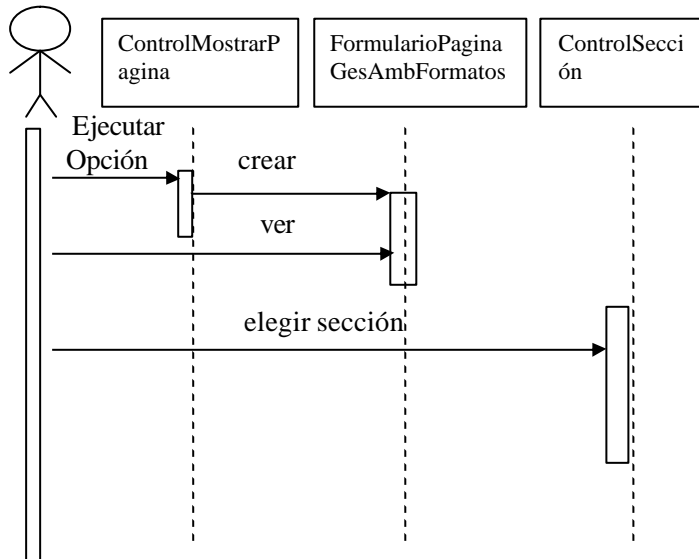 ControlMostrarP
agina
FormularioPagina
GesAmbFormatos
ControlSecci
ón
Ejecutar
Opción
crear
ver
elegir sección